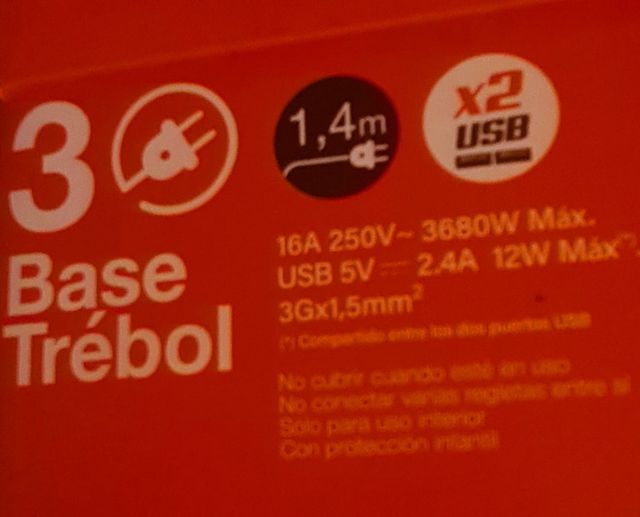 3
1,4m
x2
USB
Base
Trébol
16A 250V~ 3680W Máx.
USB 5V⎓2.4A 12W Máx(*).
3Gx1,5mm²
(*) Compartido entre los dos puertos USB
No cubrir cuando esté en uso
No conectar varias regletas entre sí
Sólo para uso interior
Con protección infantil